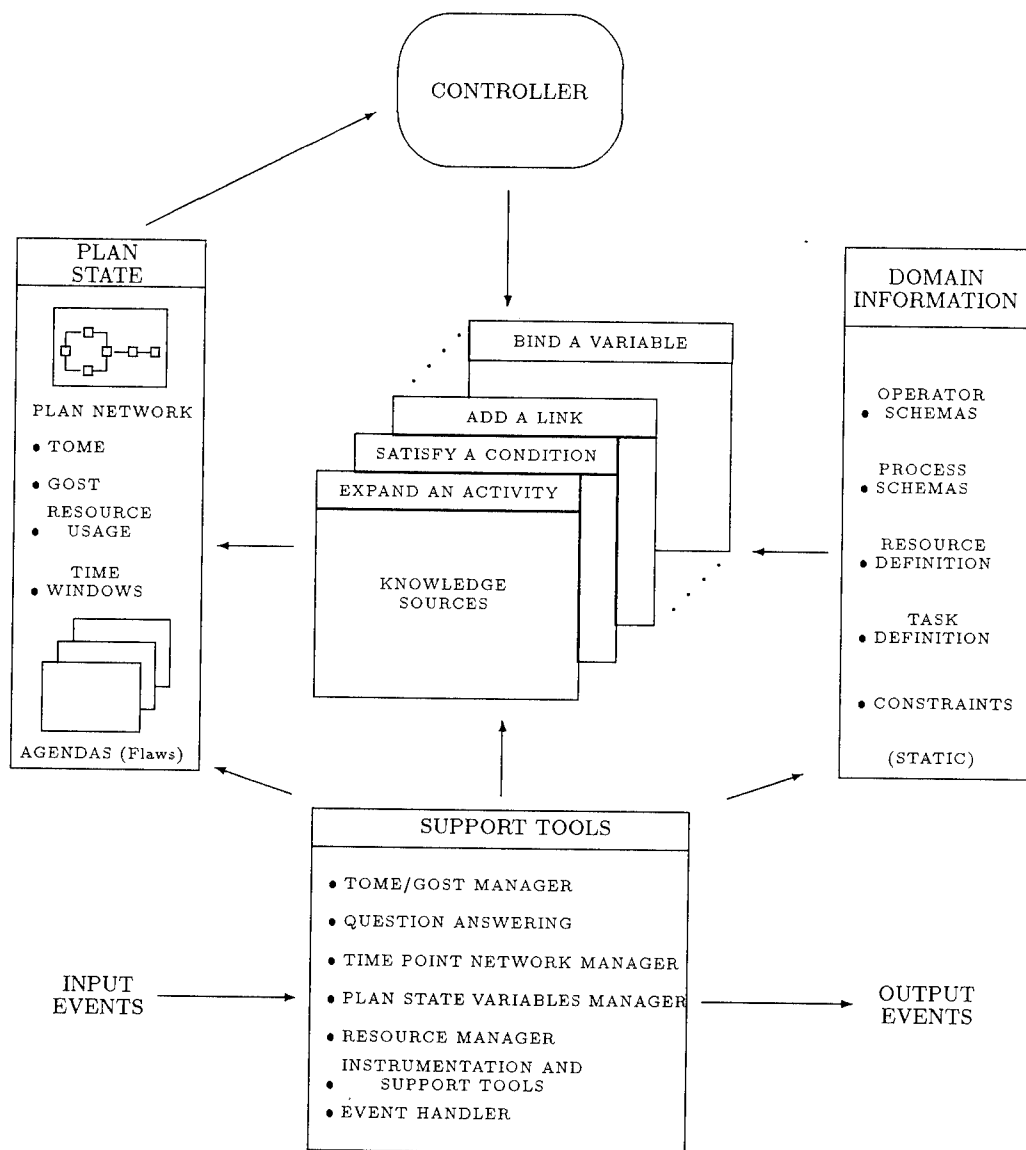 CONTROLLER
PLAN
STATE
PLAN NETWORK
• TOME
• GOST
• RESOURCE
USAGE
• TIME
WINDOWS
AGENDAS (Flaws)
BIND A VARIABLE
ADD A LINK
SATISFY A CONDITION
EXPAND AN ACTIVITY
KNOWLEDGE
SOURCES
DOMAIN
INFORMATION
• OPERATOR
SCHEMAS
• PROCESS
SCHEMAS
• RESOURCE
DEFINITION
• TASK
DEFINITION
• CONSTRAINTS
(STATIC)
SUPPORT TOOLS
• TOME/GOST MANAGER
• QUESTION ANSWERING
• TIME POINT NETWORK MANAGER
• PLAN STATE VARIABLES MANAGER
• RESOURCE MANAGER
• INSTRUMENTATION AND
SUPPORT TOOLS
• EVENT HANDLER
INPUT
EVENTS
OUTPUT
EVENTS